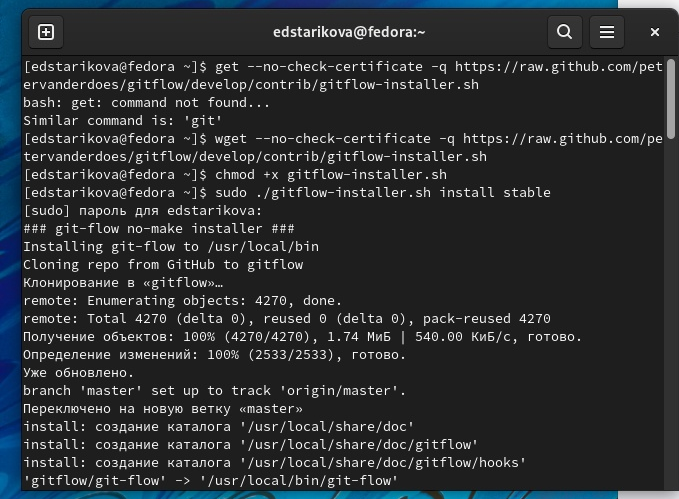 edstarikova@fedora:~
[edstarikova@fedora ~]$ get --no-check-certificate -q https://raw.github.com/pet
ervanderdoes/gitflow/develop/contrib/gitflow-installer.sh
bash: get: command not found...
Similar command is: 'git'
[edstarikova@fedora ~]$ wget --no-check-certificate -q https://raw.github.com/pe
tervanderdoes/gitflow/develop/contrib/gitflow-installer.sh
[edstarikova@fedora ~]$ chmod +x gitflow-installer.sh
[edstarikova@fedora ~]$ sudo ./gitflow-installer.sh install stable
[sudo] пароль для edstarikova:
### git-flow no-make installer ###
Installing git-flow to /usr/local/bin
Cloning repo from GitHub to gitflow
Клонирование в «gitflow»…
remote: Enumerating objects: 4270, done.
remote: Total 4270 (delta 0), reused 0 (delta 0), pack-reused 4270
Получение объектов: 100% (4270/4270), 1.74 МиБ | 540.00 КиБ/с, готово.
Определение изменений: 100% (2533/2533), готово.
Уже обновлено.
branch 'master' set up to track 'origin/master'.
Переключено на новую ветку «master»
install: создание каталога '/usr/local/share/doc'
install: создание каталога '/usr/local/share/doc/gitflow'
install: создание каталога '/usr/local/share/doc/gitflow/hooks'
'gitflow/git-flow' -> '/usr/local/bin/git-flow'